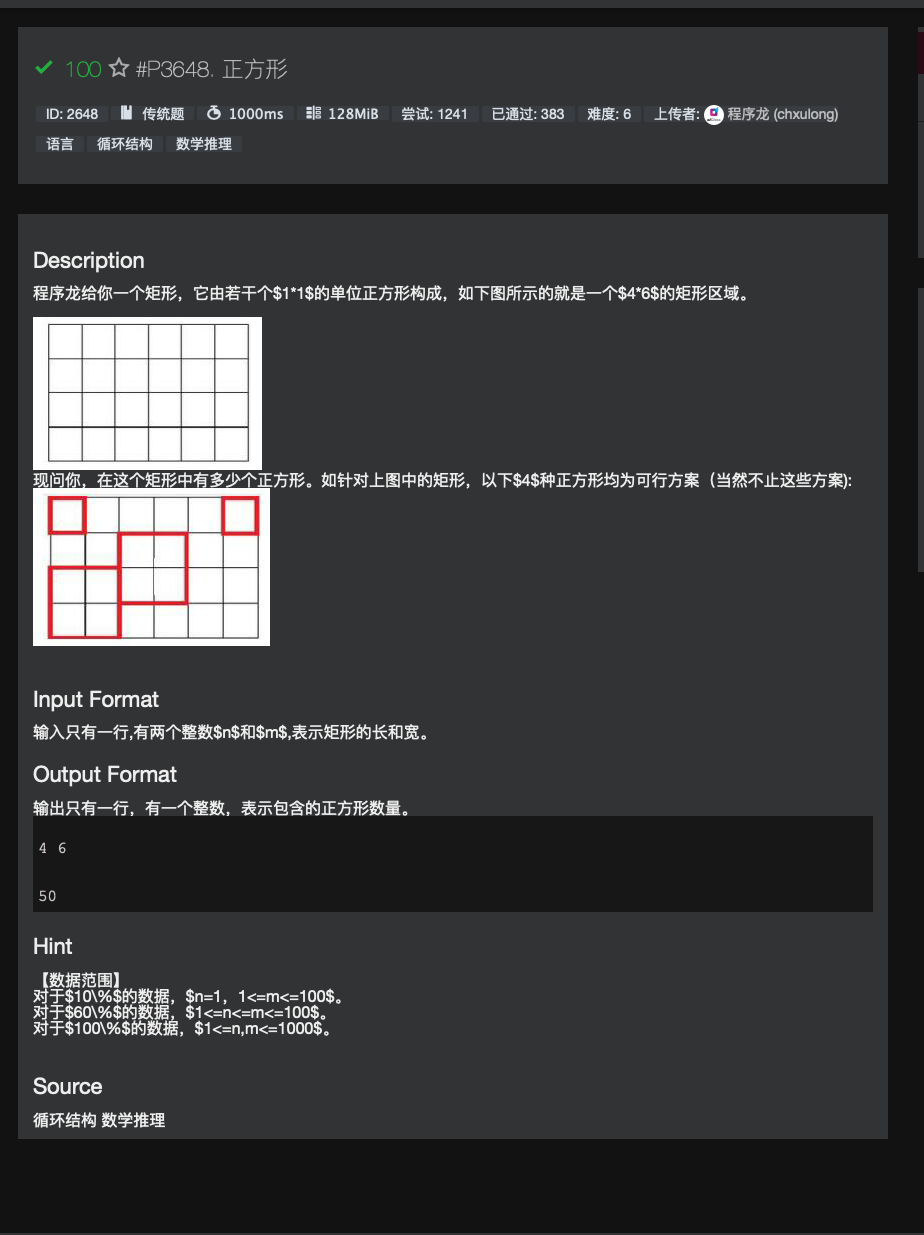 100 #P3648. 正方形
ID: 2648 传统题 1000ms 128MiB 尝试: 1241 已通过: 383 难度: 6 上传者: 程序龙 (chxulong)
语言 循环结构 数学推理
Description
程序龙给你一个矩形，它由若干个$1*1$的单位正方形构成，如下图所示的就是一个$4*6$的矩形区域。
现问你，在这个矩形中有多少个正方形。如针对上图中的矩形，以下$4$种正方形均为可行方案（当然不止这些方案):
Input Format
输入只有一行,有两个整数$n$和$m$,表示矩形的长和宽。
Output Format
输出只有一行，有一个整数，表示包含的正方形数量。
4 6
50
Hint
【数据范围】
对于$10\%$的数据，$n=1，1<=m<=100$。
对于$60\%$的数据，$1<=n<=m<=100$。
对于$100\%$的数据，$1<=n,m<=1000$。
Source
循环结构 数学推理